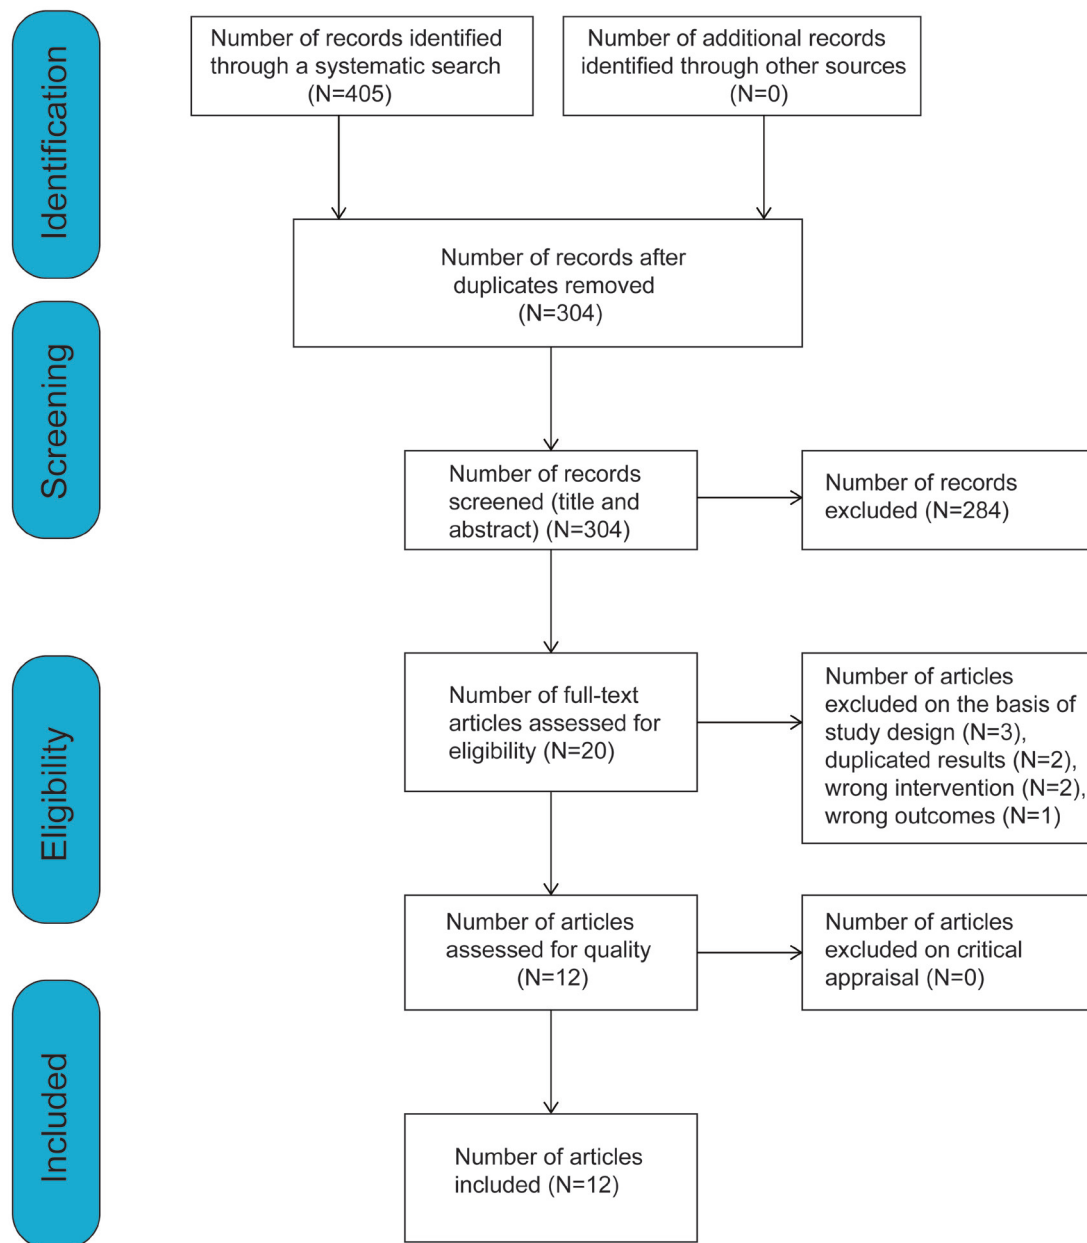 Identification
Number of records identified
through a systematic search
(N=405)
Number of additional records
identified through other sources
(N=0)
Number of records after
duplicates removed
(N=304)
Screening
Number of records
screened (title and
abstract) (N=304)
Number of records
excluded (N=284)
Eligibility
Number of full-text
articles assessed for
eligibility (N=20)
Number of articles
excluded on the basis of
study design (N=3),
duplicated results (N=2),
wrong intervention (N=2),
wrong outcomes (N=1)
Number of articles
assessed for quality
(N=12)
Number of articles
excluded on critical
appraisal (N=0)
Included
Number of articles
included (N=12)